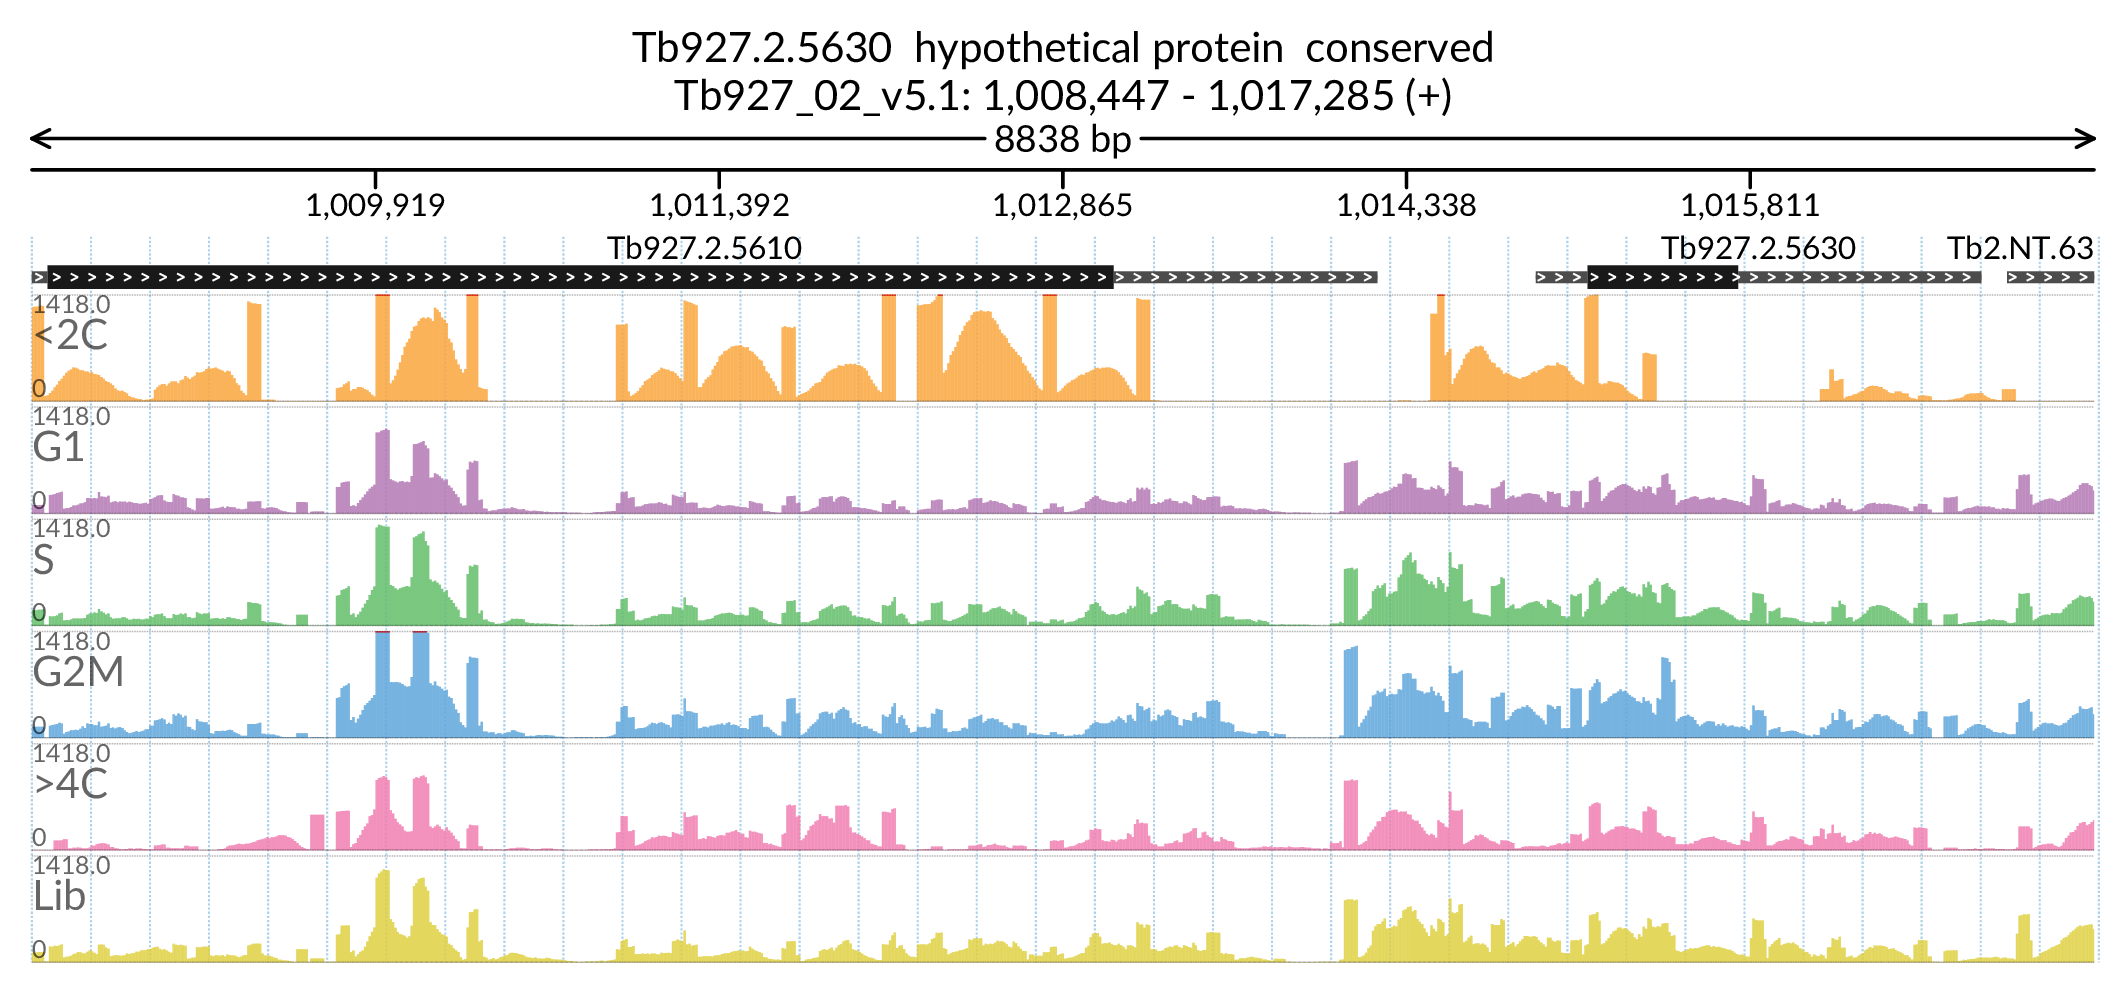 Tb927.2.5630 hypothetical protein conserved
Tb927_02_v5.1: 1,008,447 - 1,017,285 (+)
8838 bp
1,009,919 1,011,392 1,012,865 1,014,338 1,015,811
Tb927.2.5610 Tb927.2.5630 Tb2.NT.63
1418.0
<2C
0
1418.0
G1
0
1418.0
S
0
1418.0
G2M
0
1418.0
>4C
0
1418.0
Lib
0